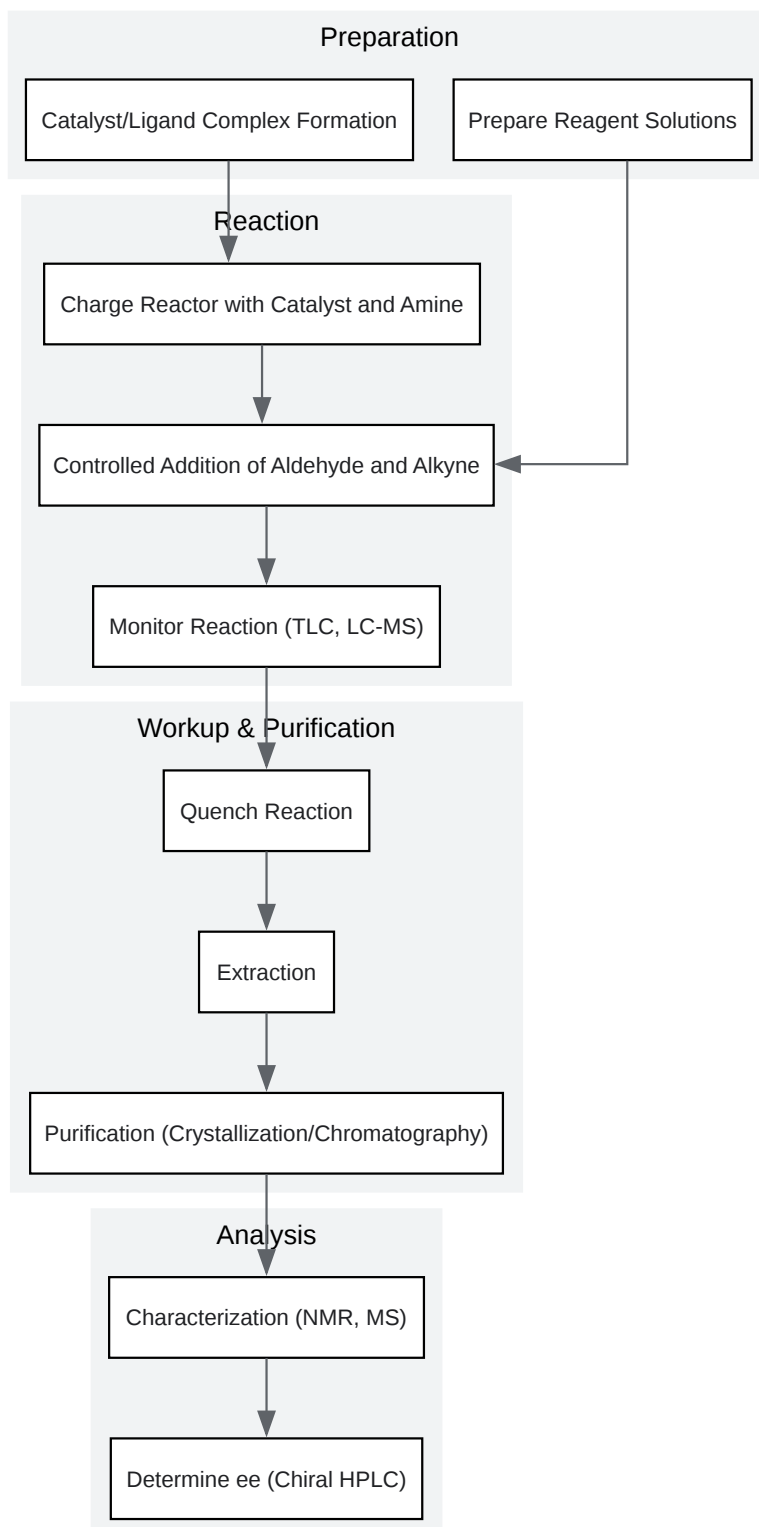 Preparation
Catalyst/Ligand Complex Formation
Prepare Reagent Solutions
Reaction
Charge Reactor with Catalyst and Amine
Controlled Addition of Aldehyde and Alkyne
Monitor Reaction (TLC, LC-MS)
Workup & Purification
Quench Reaction
Extraction
Purification (Crystallization/Chromatography)
Analysis
Characterization (NMR, MS)
Determine ee (Chiral HPLC)